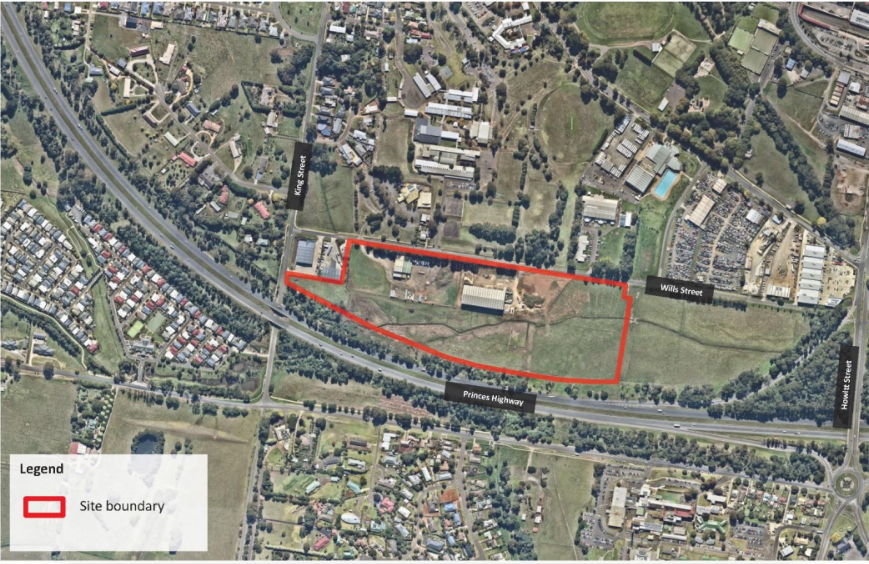 King Street
Wills Street
Howitt Street
Princes Highway
Legend
Site boundary